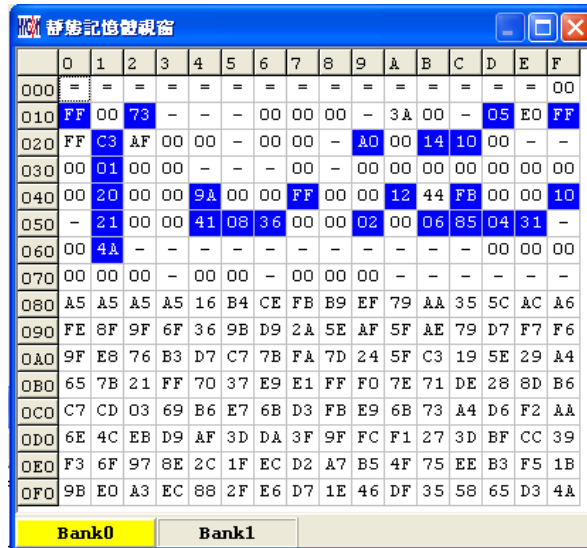 靜態記憶體視窗
0 1 2 3 4 5 6 7 8 9 A B C D E F
000 = = = = = = = = = = = = = = = 00
010 FF 00 73 - - - 00 00 00 - 3A 00 - 05 E0 FF
020 FF C3 AF 00 00 - 00 00 - A0 00 14 10 00 - -
030 00 01 00 00 - - - 00 - 00 00 00 00 00 00 00
040 00 20 00 00 9A 00 00 FF 00 00 12 44 FB 00 00 10
050 - 21 00 00 41 08 36 00 00 02 00 06 85 04 31 -
060 00 4A - - - - - - - - - - - 00 00 00
070 00 00 00 - 00 00 - 00 00 00 - - - - - -
080 A5 A5 A5 A5 16 B4 CE FB B9 EF 79 AA 35 5C AC A6
090 FE 8F 9F 6F 36 9B D9 2A 5E AF 5F AE 79 D7 F7 F6
0A0 9F E8 76 B3 D7 C7 7B FA 7D 24 5F C3 19 5E 29 A4
0B0 65 7B 21 FF 70 37 E9 E1 FF F0 7E 71 DE 28 8D B6
0C0 C7 CD 03 69 B6 E7 6B D3 FB E9 6B 73 A4 D6 F2 AA
0D0 6E 4C EB D9 AF 3D DA 3F 9F FC F1 27 3D BF CC 39
0E0 F3 6F 97 8E 2C 1F EC D2 A7 B5 4F 75 EE B3 F5 1B
0F0 9B E0 A3 EC 88 2F E6 D7 1E 46 DF 35 58 65 D3 4A
Bank0 Bank1